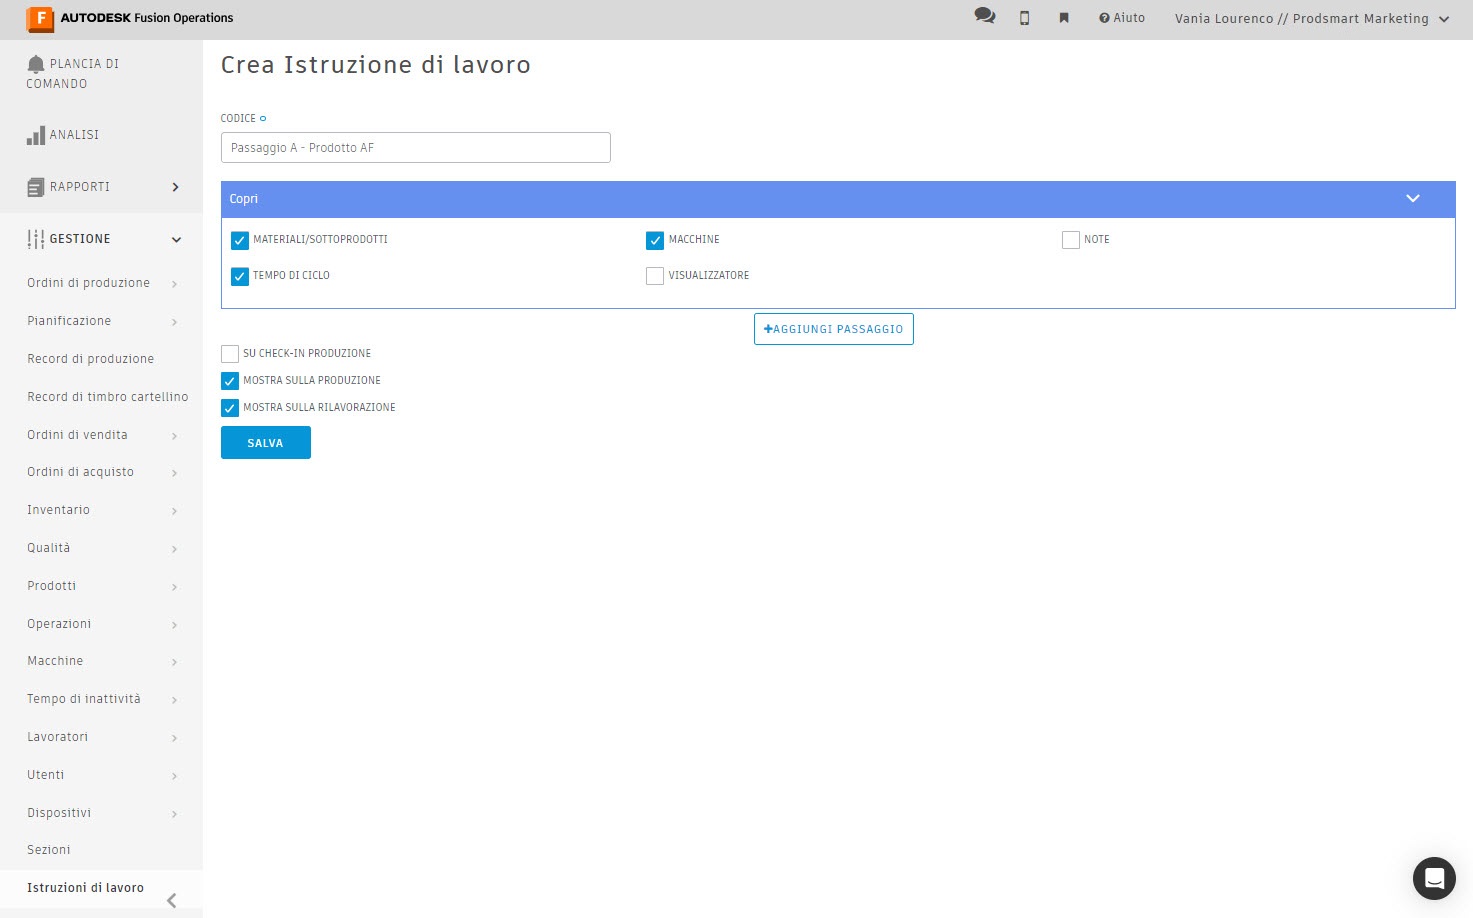 F AUTODESK Fusion Operations
Aiuto
Vania Lourenco // Prodsmart Marketing
PLANCIA DI
COMANDO
ANALISI
RAPPORTI
GESTIONE
Ordini di produzione
Pianificazione
Record di produzione
Record di timbro cartellino
Ordini di vendita
Ordini di acquisto
Inventario
Qualità
Prodotti
Operazioni
Macchine
Tempo di inattività
Lavoratori
Utenti
Dispositivi
Sezioni
Istruzioni di lavoro
Crea Istruzione di lavoro
CODICE
Passaggio A - Prodotto AF
Copri
MATERIALI/SOTTOPRODOTTI
MACCHINE
NOTE
TEMPO DI CICLO
VISUALIZZATORE
+AGGIUNGI PASSAGGIO
SU CHECK-IN PRODUZIONE
MOSTRA SULLA PRODUZIONE
MOSTRA SULLA RILAVORAZIONE
SALVA